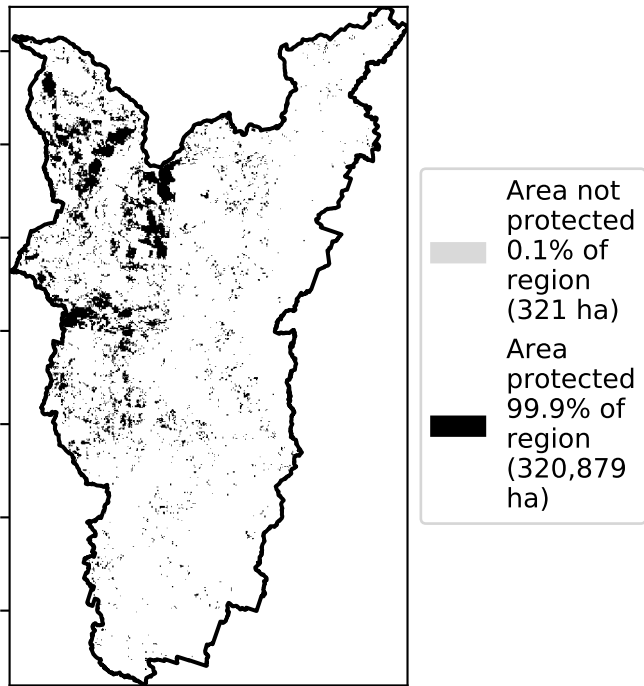 Area not
protected
0.1% of
region
(321 ha)
Area
protected
99.9% of
region
(320,879
ha)